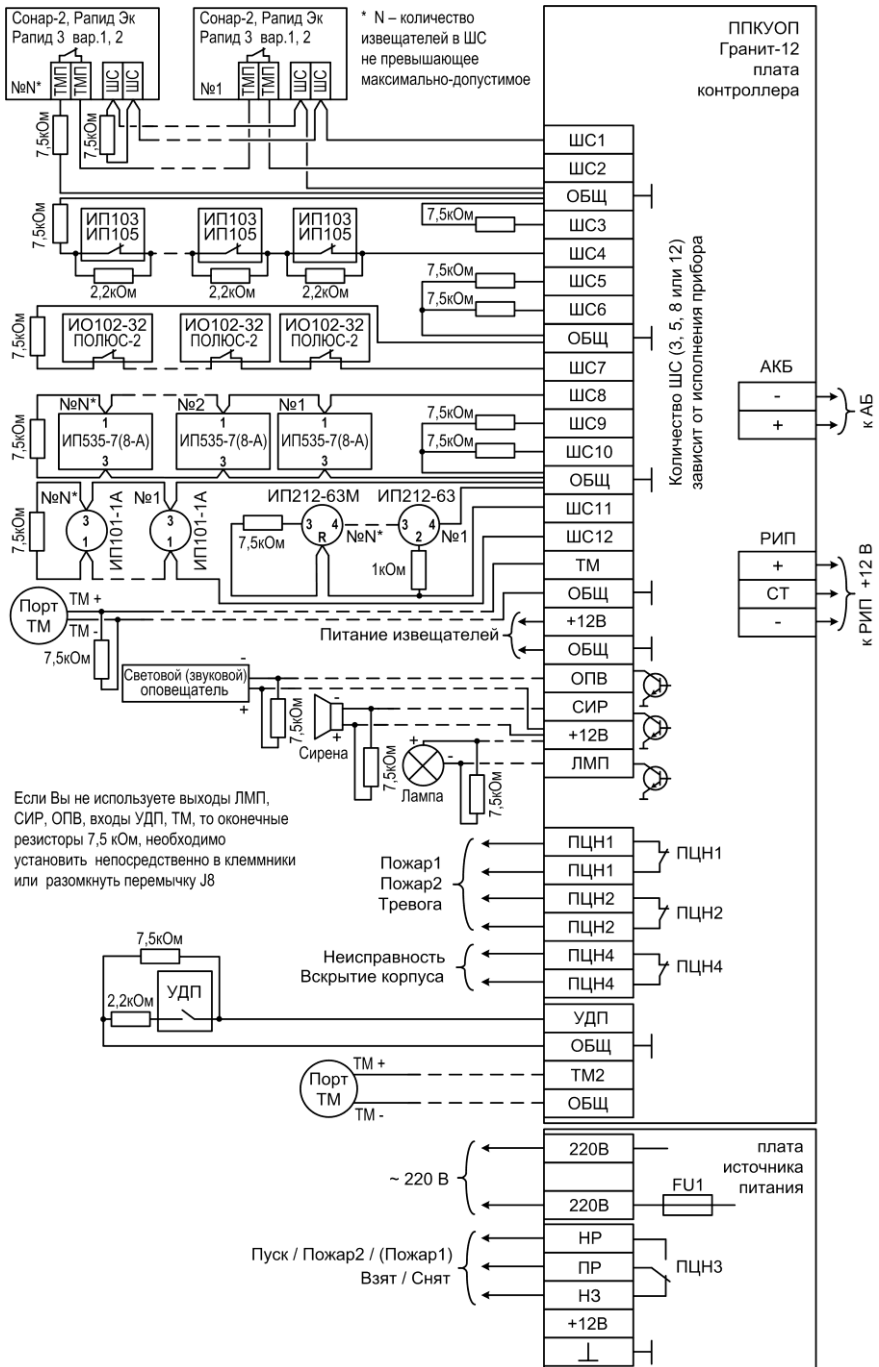 Сонар-2, Рапид Эк
Рапид 3 вар.1, 2
№N*
ТМП
ТМП
ШС
ШС
Сонар-2, Рапид Эк
Рапид 3 вар.1, 2
№1
ТМП
ТМП
ШС
ШС
* N – количество
извещателей в ШС
не превышающее
максимально-допустимое
ППКУОП
Гранит-12
плата
контроллера
7,5кОм
7,5кОм
ШС1
ШС2
ОБЩ
ШС3
ШС4
ШС5
ШС6
ОБЩ
ШС7
ШС8
ШС9
ШС10
ОБЩ
ШС11
ШС12
ТМ
ОБЩ
+12В
ОБЩ
ОПВ
СИР
+12В
ЛМП
Количество ШС (3, 5, 8 или 12)
зависит от исполнения прибора
7,5кОм
ИП103
ИП105
ИП103
ИП105
ИП103
ИП105
2,2кОм
2,2кОм
2,2кОм
7,5кОм
7,5кОм
7,5кОм
7,5кОм
ИО102-32
ПОЛЮС-2
ИО102-32
ПОЛЮС-2
ИО102-32
ПОЛЮС-2
7,5кОм
№N*
№2
№1
1
ИП535-7(8-А)
3
1
ИП535-7(8-А)
3
1
ИП535-7(8-А)
3
7,5кОм
7,5кОм
7,5кОм
№N*
3
1
ИП101-1А
№1
3
1
ИП101-1А
ИП212-63М
3
4
R
№N*
7,5кОм
ИП212-63
3
4
2
№1
1кОм
Порт
ТМ
ТМ +
ТМ -
7,5кОм
Питание извещателей
Световой (звуковой)
оповещатель
-
+
7,5кОм
-
+
Сирена
7,5кОм
+
-
Лампа
7,5кОм
АКБ
-
+
к АБ
РИП
+
СТ
-
к РИП +12 В
Если Вы не используете выходы ЛМП,
СИР, ОПВ, входы УДП, ТМ, то оконечные
резисторы 7,5 кОм, необходимо
установить непосредственно в клеммники
или разомкнуть перемычку J8
Пожар1
Пожар2
Тревога
Неисправность
Вскрытие корпуса
ПЦН1
ПЦН1
ПЦН2
ПЦН2
ПЦН4
ПЦН4
ПЦН1
ПЦН2
ПЦН4
7,5кОм
2,2кОм
УДП
УДП
ОБЩ
ТМ2
ОБЩ
Порт
ТМ
ТМ +
ТМ -
~ 220 В
220В
220В
FU1
плата
источника
питания
Пуск / Пожар2 / (Пожар1)
Взят / Снят
НР
ПР
НЗ
+12В
ПЦН3